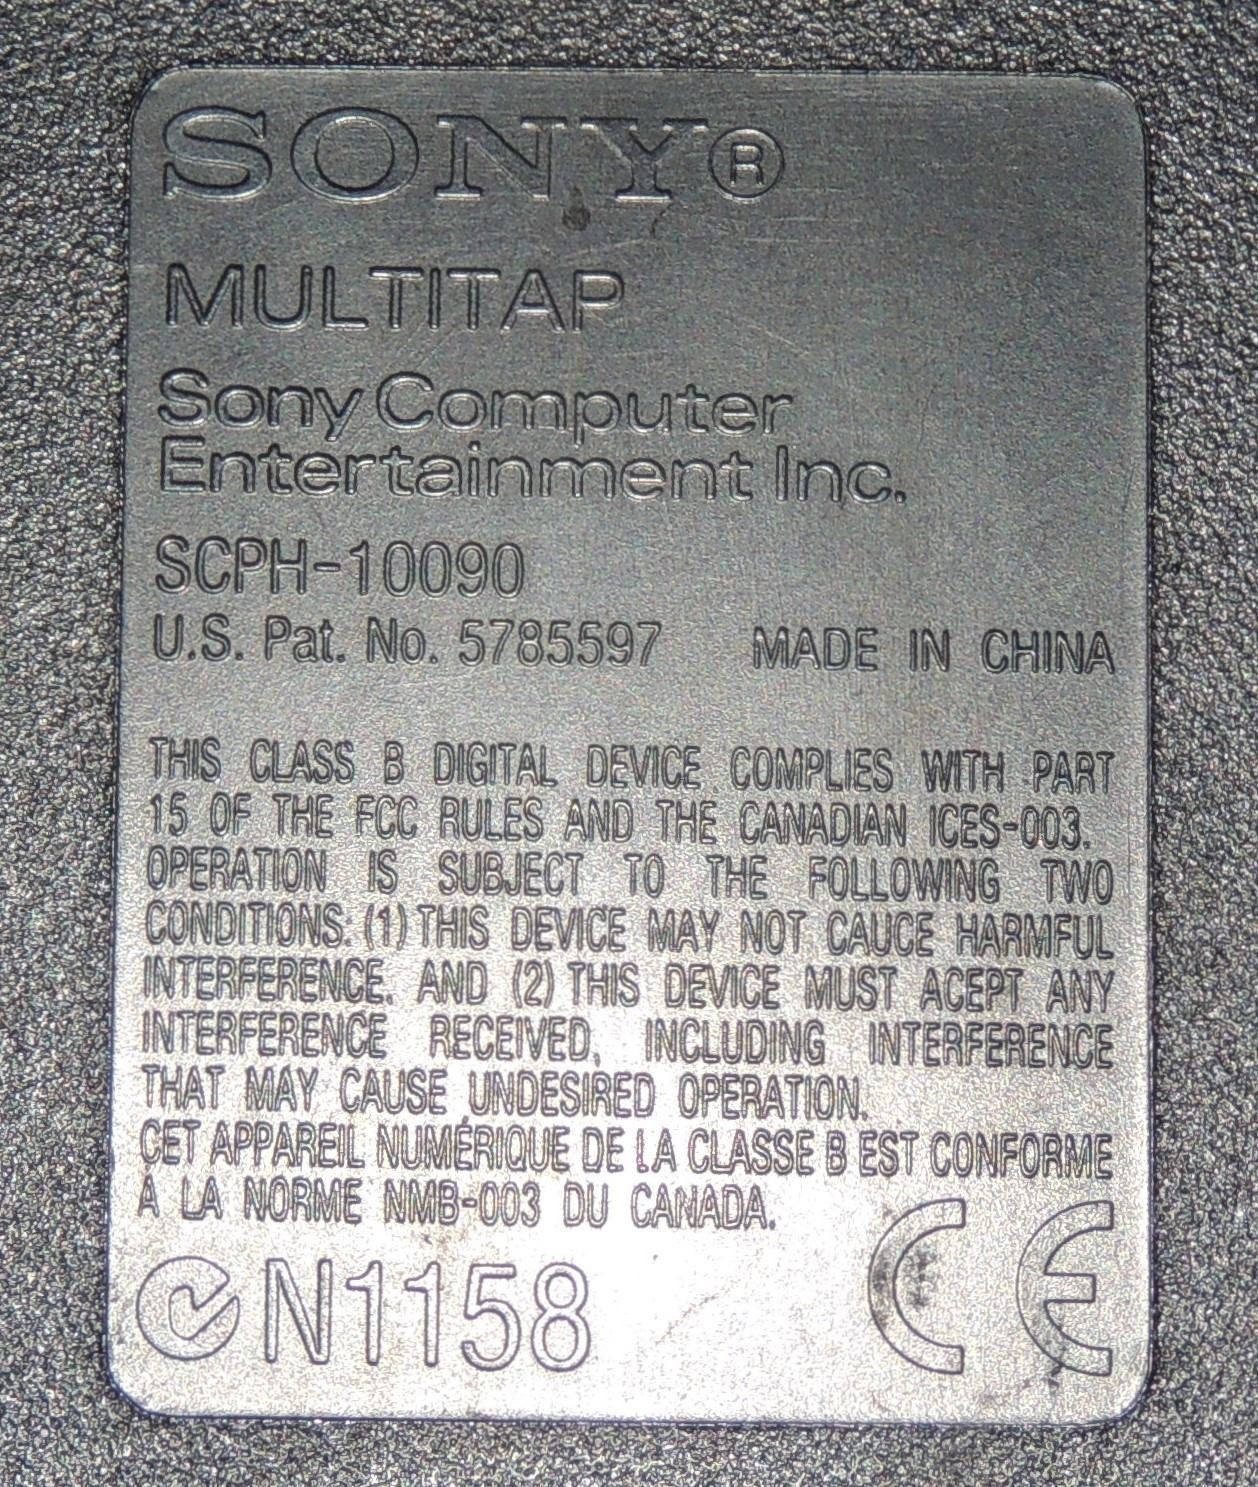 SONY®
MULTITAP
Sony Computer
Entertainment Inc.
SCPH-10090
U.S. Pat. No. 5785597 MADE IN CHINA
THIS CLASS B DIGITAL DEVICE COMPLIES WITH PART
15 OF THE FCC RULES AND THE CANADIAN ICES-003.
OPERATION IS SUBJECT TO THE FOLLOWING TWO
CONDITIONS. (1) THIS DEVICE MAY NOT CAUCE HARMFUL
INTERFERENCE. AND (2) THIS DEVICE MUST ACEPT ANY
INTERFERENCE RECEIVED, INCLUDING INTERFERENCE
THAT MAY CAUSE UNDESIRED OPERATION.
CET APPAREIL NUMÉRIQUE DE LA CLASSE B EST CONFORME
À LA NORME NMB-003 DU CANADA.
N1158 CE